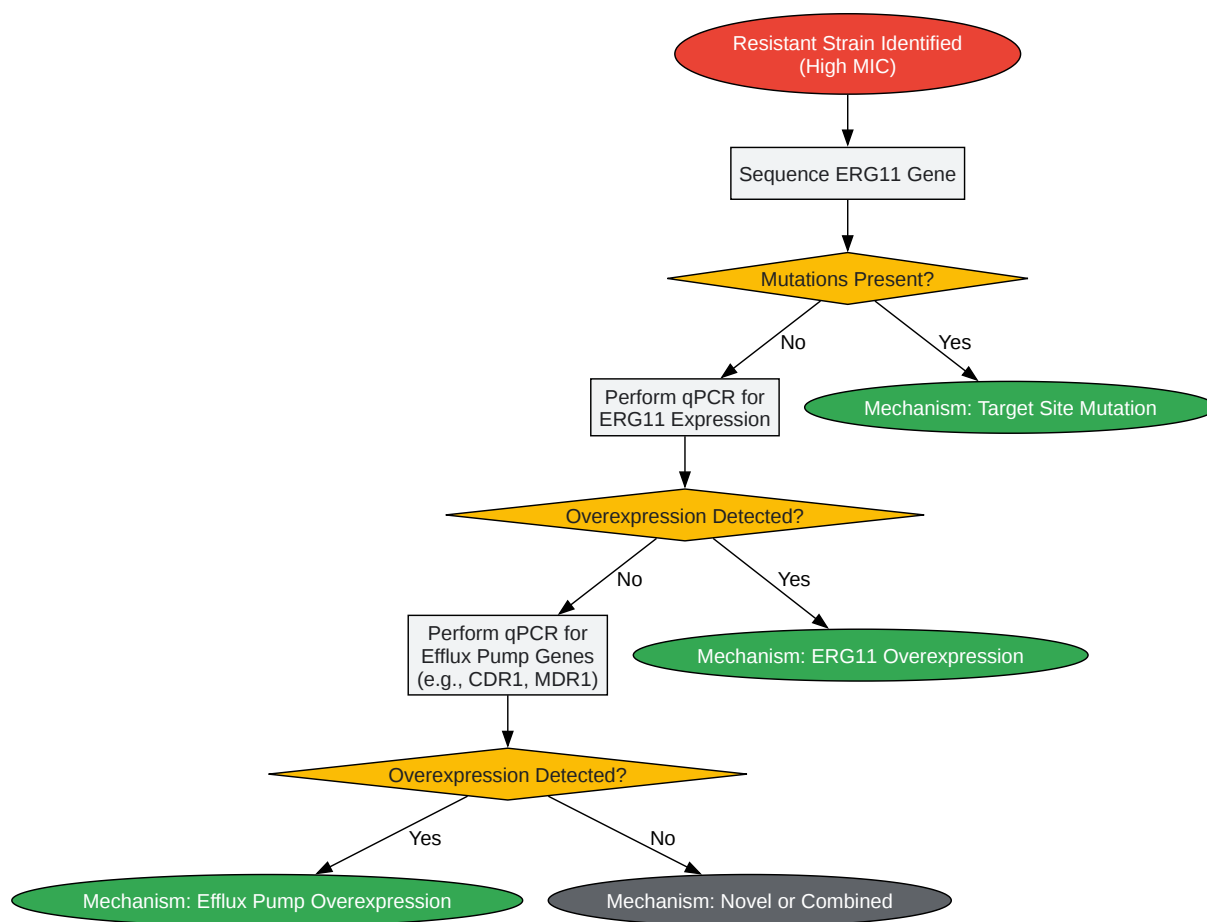 Resistant Strain Identified
(High MIC)
Sequence ERG11 Gene
Mutations Present?
No
Yes
Perform qPCR for
ERG11 Expression
Mechanism: Target Site Mutation
Overexpression Detected?
No
Yes
Perform qPCR for
Efflux Pump Genes
(e.g., CDR1, MDR1)
Mechanism: ERG11 Overexpression
Overexpression Detected?
Yes
No
Mechanism: Efflux Pump Overexpression
Mechanism: Novel or Combined